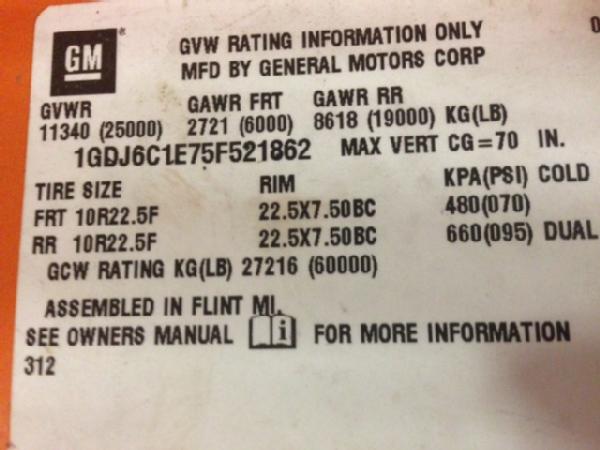 GM
GVW RATING INFORMATION ONLY
MFD BY GENERAL MOTORS CORP
GVWR GAWR FRT GAWR RR
11340 (25000) 2721 (6000) 8618 (19000) KG(LB)
1GDJ6C1E75F521862 MAX VERT CG=70 IN.
TIRE SIZE RIM KPA(PSI) COLD
FRT 10R22.5F 22.5X7.50BC 480(070)
RR 10R22.5F 22.5X7.50BC 660(095) DUAL
GCW RATING KG(LB) 27216 (60000)
ASSEMBLED IN FLINT MI.
SEE OWNERS MANUAL i FOR MORE INFORMATION
312